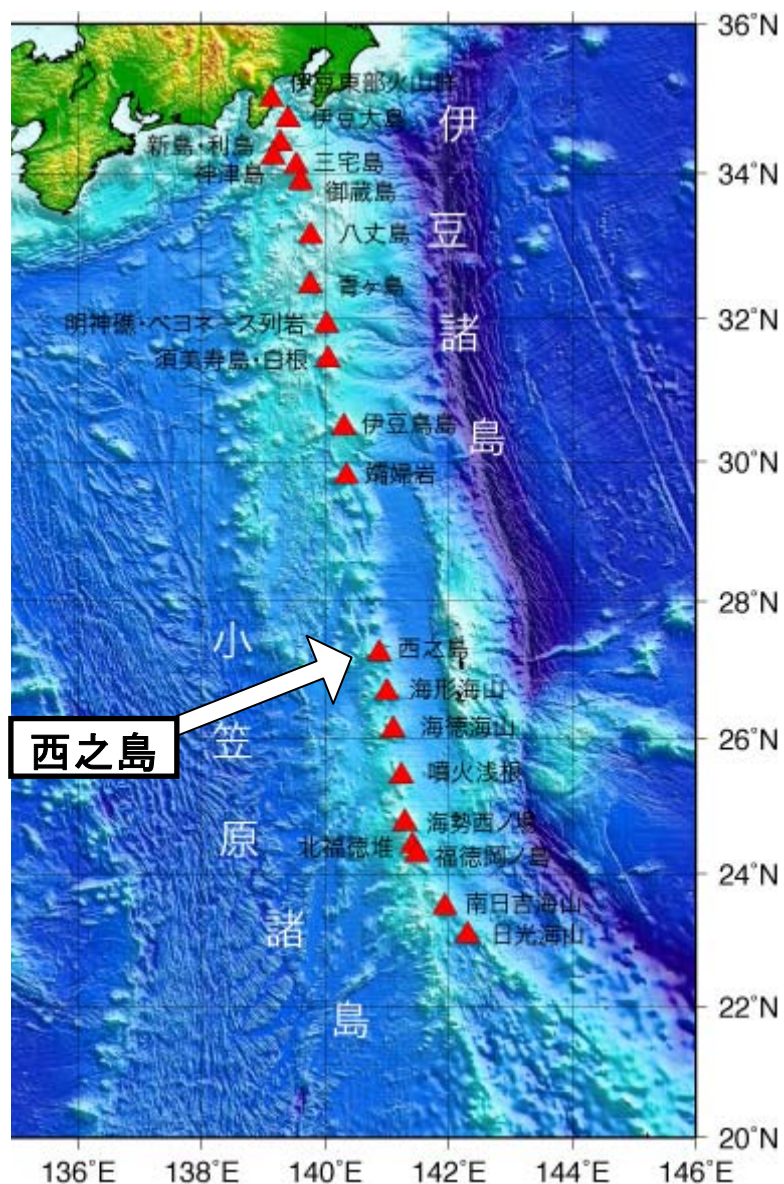 36˚N
伊豆東部火山群
伊豆大島
新島・利島
三宅島
神津島
34˚N
御蔵島
八丈島
青ヶ島
明神礁・ベヨネース列岩
32˚N
須美寿島・白根
伊豆鳥島
30˚N
孀婦岩
伊豆諸島
28˚N
西之島
海形海山
海徳海山
西之島
26˚N
噴火浅根
海勢西ノ場
北福徳堆
福徳岡ノ島
24˚N
南日吉海山
日光海山
小笠原諸島
22˚N
20˚N
136˚E 138˚E 140˚E 142˚E 144˚E 146˚E